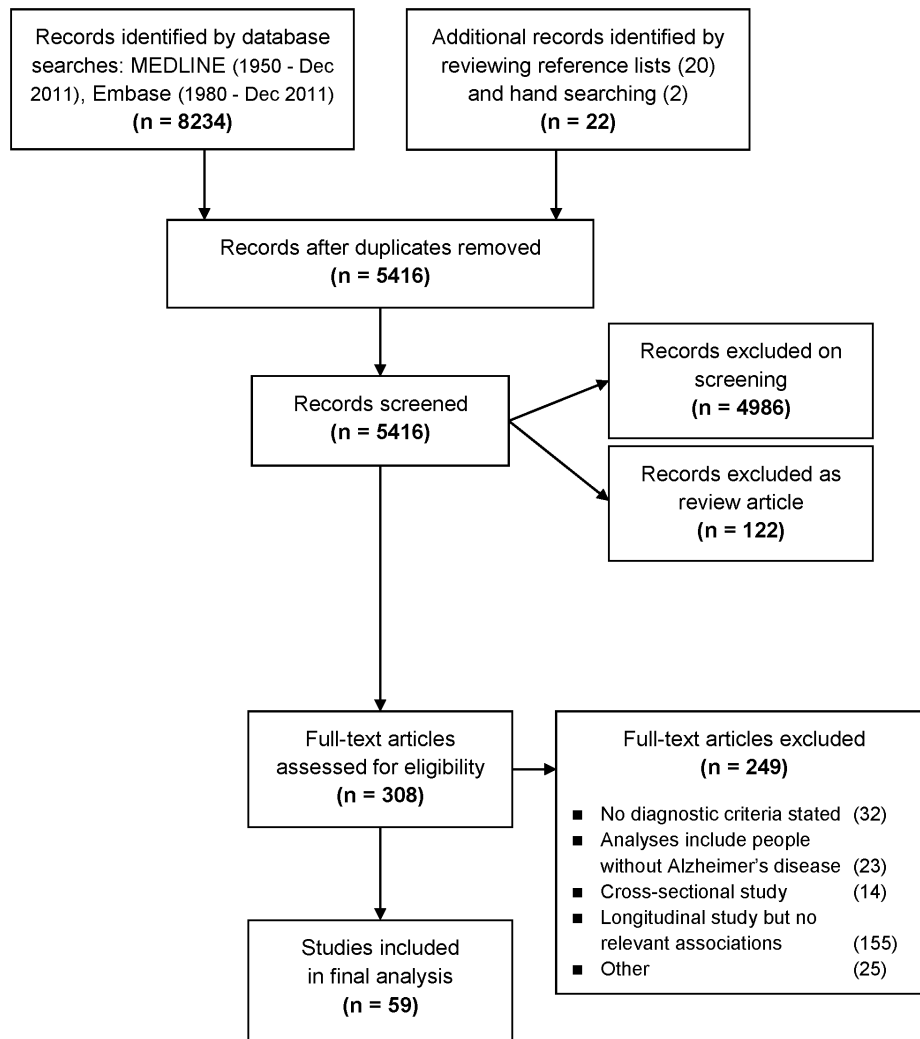 Records identified by database
searches: MEDLINE (1950 - Dec
2011), Embase (1980 - Dec 2011)
(n = 8234)
Additional records identified by
reviewing reference lists (20)
and hand searching (2)
(n = 22)
Records after duplicates removed
(n = 5416)
Records screened
(n = 5416)
Records excluded on
screening
(n = 4986)
Records excluded as
review article
(n = 122)
Full-text articles
assessed for eligibility
(n = 308)
Full-text articles excluded
(n = 249)
■ No diagnostic criteria stated (32)
■ Analyses include people
without Alzheimer's disease (23)
■ Cross-sectional study (14)
■ Longitudinal study but no
relevant associations (155)
■ Other (25)
Studies included
in final analysis
(n = 59)